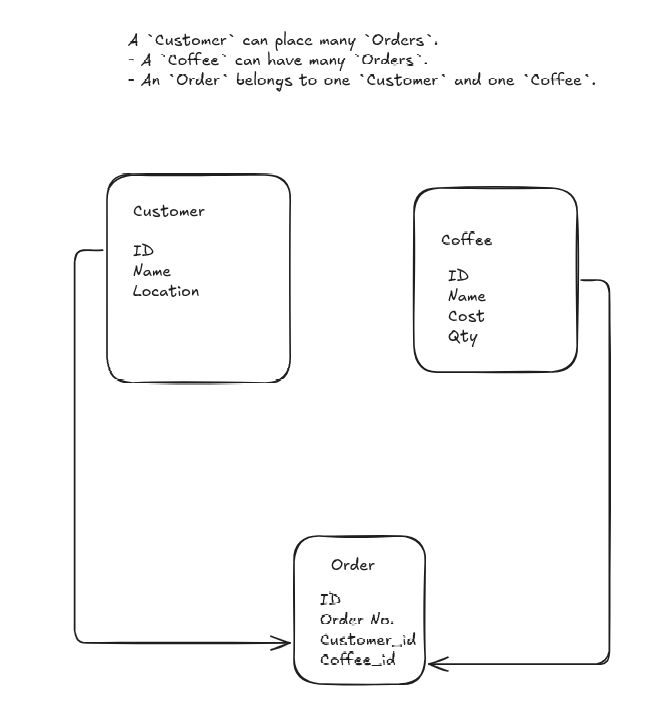 A `Customer` can place many `Orders`.
- A `Coffee` can have many `Orders`.
- An `Order` belongs to one `Customer` and one `Coffee`.
Customer
ID
Name
Location
Coffee
ID
Name
Cost
Qty
Order
ID
Order No.
Customer_id
Coffee_id